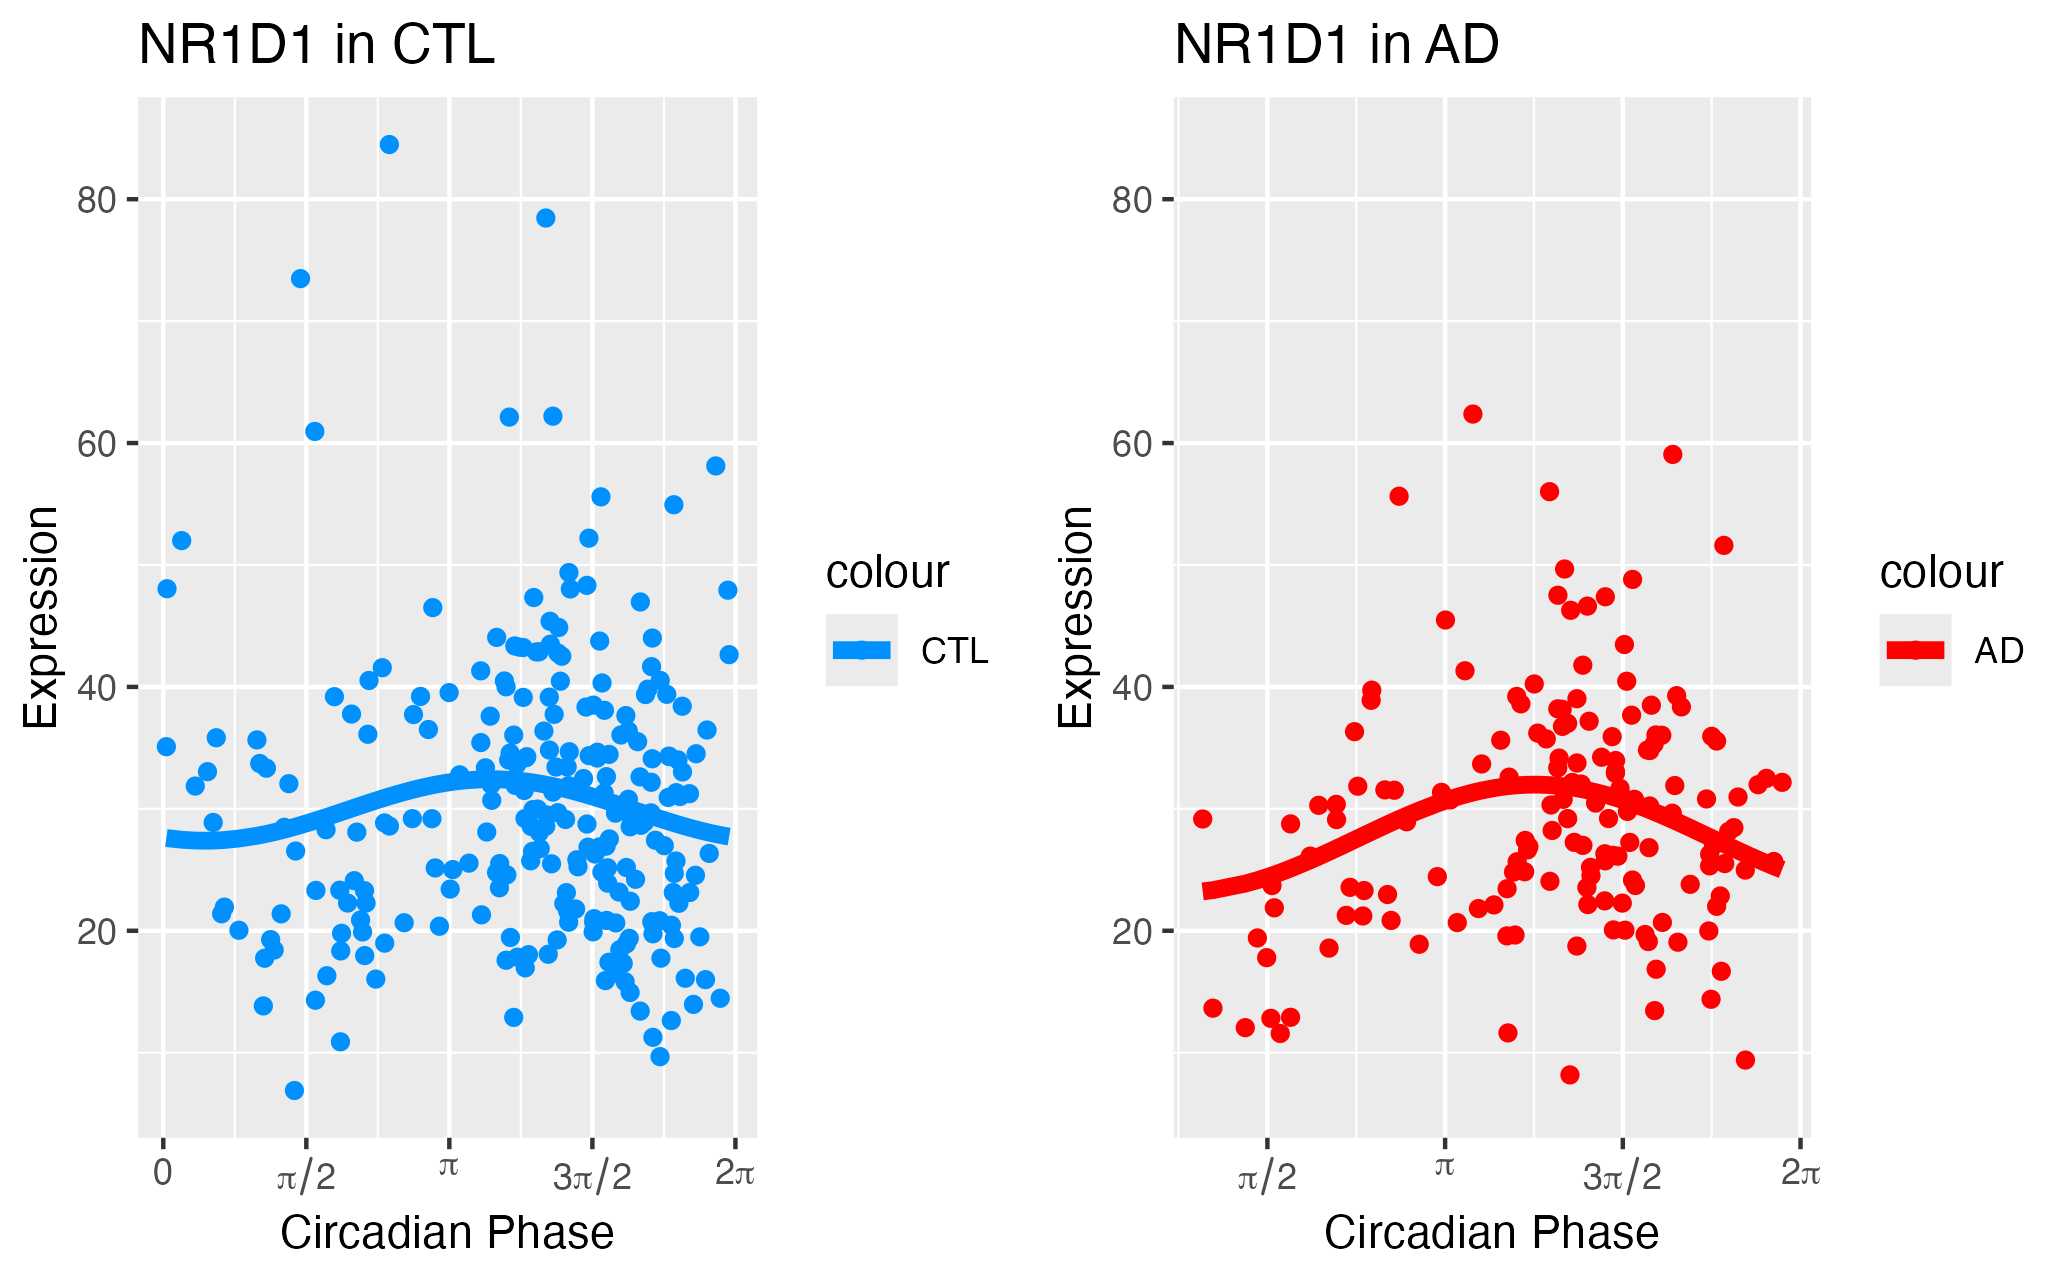 NR1D1 in CTL
80
60
40
20
Expression
0 π/2 π 3π/2 2π
Circadian Phase
colour
CTL
NR1D1 in AD
80
60
40
20
Expression
π/2 π 3π/2 2π
Circadian Phase
colour
AD